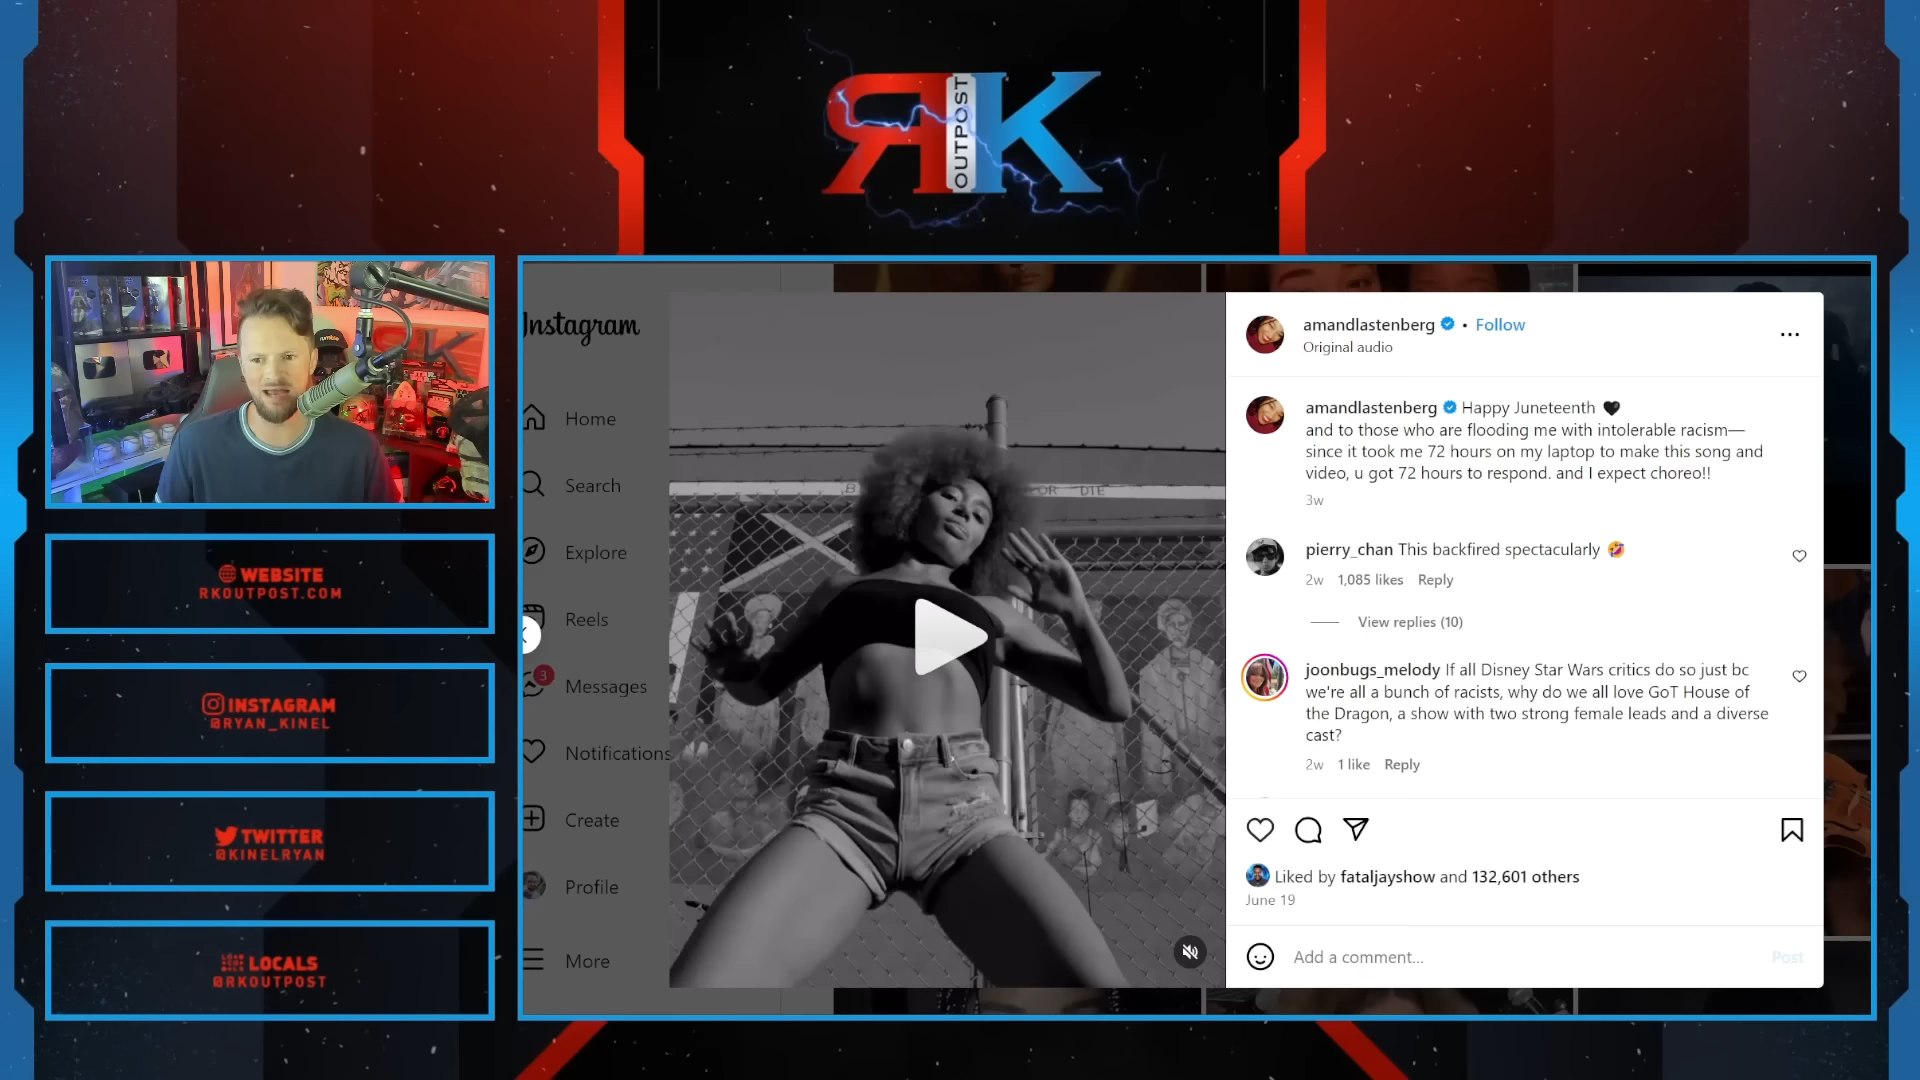 RK
OUTPOST
WEBSITE
RKOUTPOST.COM
INSTAGRAM
@RYAN_KINEL
TWITTER
@KINELRYAN
LOCALS
@RKOUTPOST
Instagram
Home
Search
Explore
Reels
3
Messages
Notifications
Create
Profile
More
OR DIE
amandlastenberg • Follow
Original audio
amandlastenberg Happy Juneteenth 🖤
and to those who are flooding me with intolerable racism—
since it took me 72 hours on my laptop to make this song and
video, u got 72 hours to respond. and I expect choreo!!
3w
pierry_chan This backfired spectacularly 🤣
2w 1,085 likes Reply
View replies (10)
joonbugs_melody If all Disney Star Wars critics do so just bc
we're all a bunch of racists, why do we all love GoT House of
the Dragon, a show with two strong female leads and a diverse
cast?
2w 1 like Reply
Liked by fataljayshow and 132,601 others
June 19
Add a comment...
Post